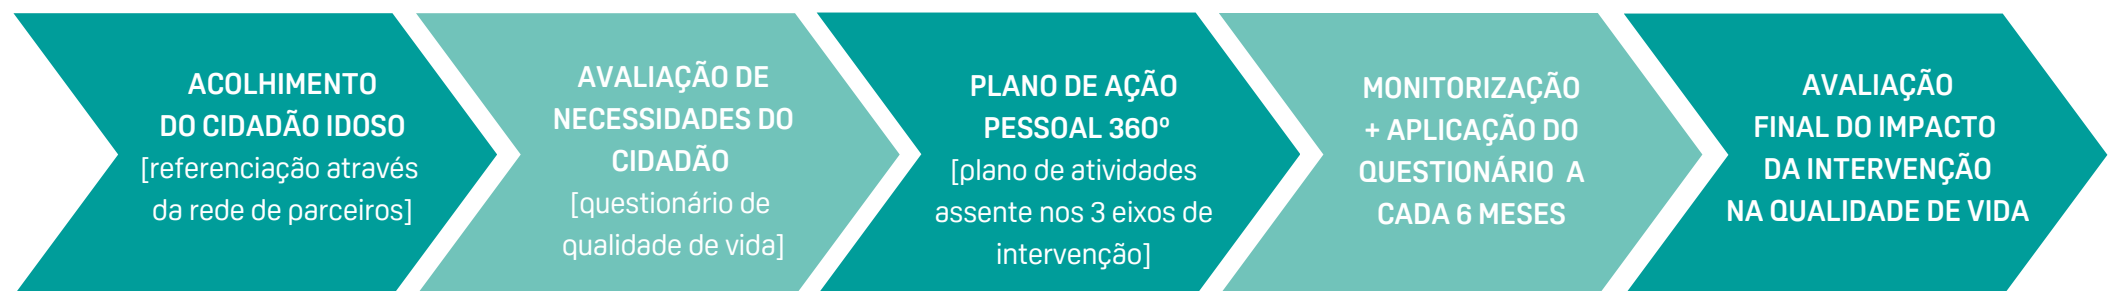 ACOLHIMENTO
DO CIDADÃO IDOSO
[referenciação através
da rede de parceiros]
AVALIAÇÃO DE
NECESSIDADES DO
CIDADÃO
[questionário de
qualidade de vida]
PLANO DE AÇÃO
PESSOAL 360º
[plano de atividades
assente nos 3 eixos de
intervenção]
MONITORIZAÇÃO
+ APLICAÇÃO DO
QUESTIONÁRIO A
CADA 6 MESES
AVALIAÇÃO
FINAL DO IMPACTO
DA INTERVENÇÃO
NA QUALIDADE DE VIDA